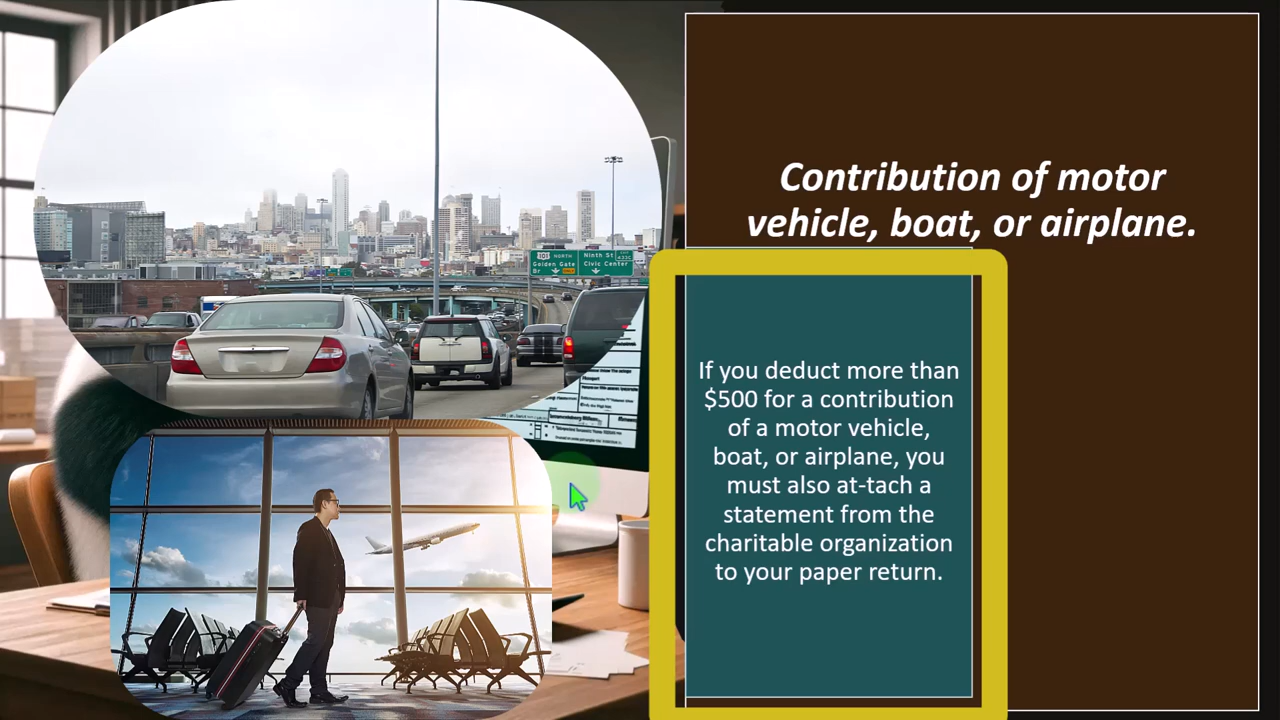 Contribution of motor
vehicle, boat, or airplane.
If you deduct more than
$500 for a contribution
of a motor vehicle,
boat, or airplane, you
must also at-tach a
statement from the
charitable organization
to your paper return.
101 NORTH
Golden Gate
Br
Ninth St
Civic Center